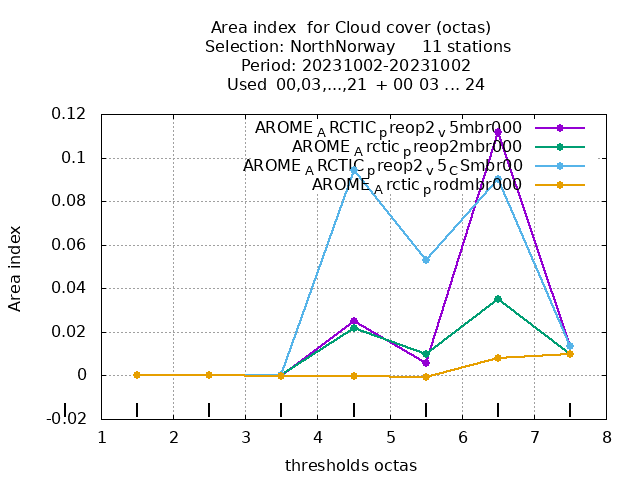 Area index  for Cloud cover (octas)
Selection: NorthNorway     11 stations
Period: 20231002-20231002
Used  00,03,...,21  + 00 03 ... 24
0.12
0.1
0.08
0.06
0.04
0.02
0
-0.02
Area index
AROME_ARCTIC_preop2_v5mbr000
AROME_Arctic_preop2mbr000
AROME_ARCTIC_preop2_v5_CSmbr00
AROME_Arctic_prodmbr000
1 2 3 4 5 6 7 8
thresholds octas